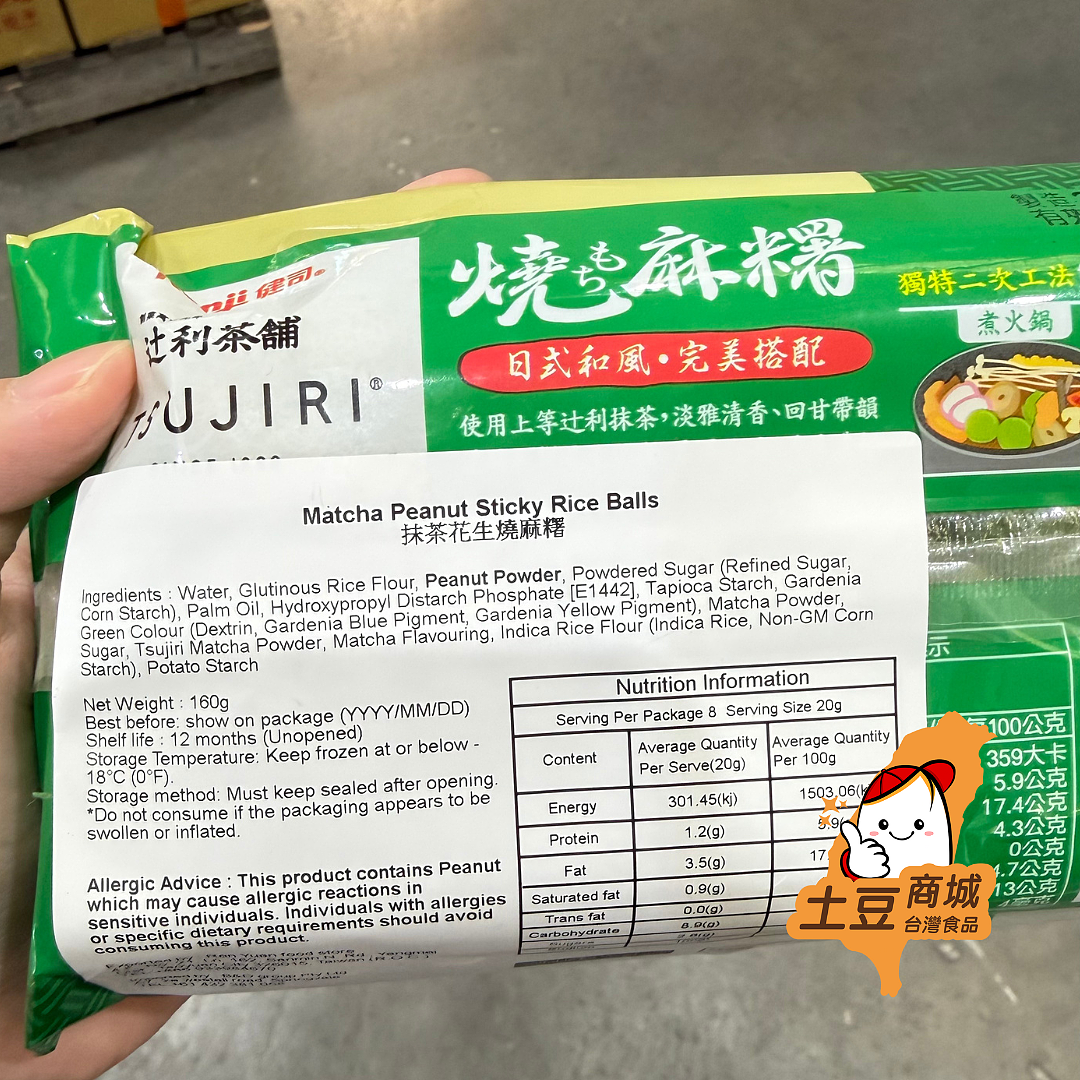 健司®
辻利茶舗
TSUJIRI®
燒もち麻糬
獨特二次工法
煮火鍋
日式和風•完美搭配
使用上等辻利抹茶,淡雅清香、回甘帶韻
Matcha Peanut Sticky Rice Balls
抹茶花生燒麻糬
Ingredients : Water, Glutinous Rice Flour, Peanut Powder, Powdered Sugar (Refined Sugar,
Corn Starch), Palm Oil, Hydroxypropyl Distarch Phosphate [E1442], Tapioca Starch, Gardenia
Green Colour (Dextrin, Gardenia Blue Pigment, Gardenia Yellow Pigment), Matcha Powder,
Sugar, Tsujiri Matcha Powder, Matcha Flavouring, Indica Rice Flour (Indica Rice, Non-GM Corn
Starch), Potato Starch
Net Weight : 160g
Best before: show on package (YYYY/MM/DD)
Shelf life : 12 months (Unopened)
Storage Temperature: Keep frozen at or below -
18°C (0°F).
Storage method: Must keep sealed after opening.
*Do not consume if the packaging appears to be
swollen or inflated.
Allergic Advice : This product contains Peanut
which may cause allergic reactions in
sensitive individuals. Individuals with allergies
or specific dietary requirements should avoid
consuming this product.
Nutrition Information
Serving Per Package 8 Serving Size 20g
Content Average Quantity Per Serve(20g) Average Quantity Per 100g
Energy 301.45(kj) 1503.06
Protein 1.2(g)
Fat 3.5(g)
Saturated fat 0.9(g)
Trans fat 0.0(g)
Carbohydrate 8.9(g)
示
100公克
359大卡
5.9公克
17.4公克
4.3公克
0公克
土豆商城
台灣食品